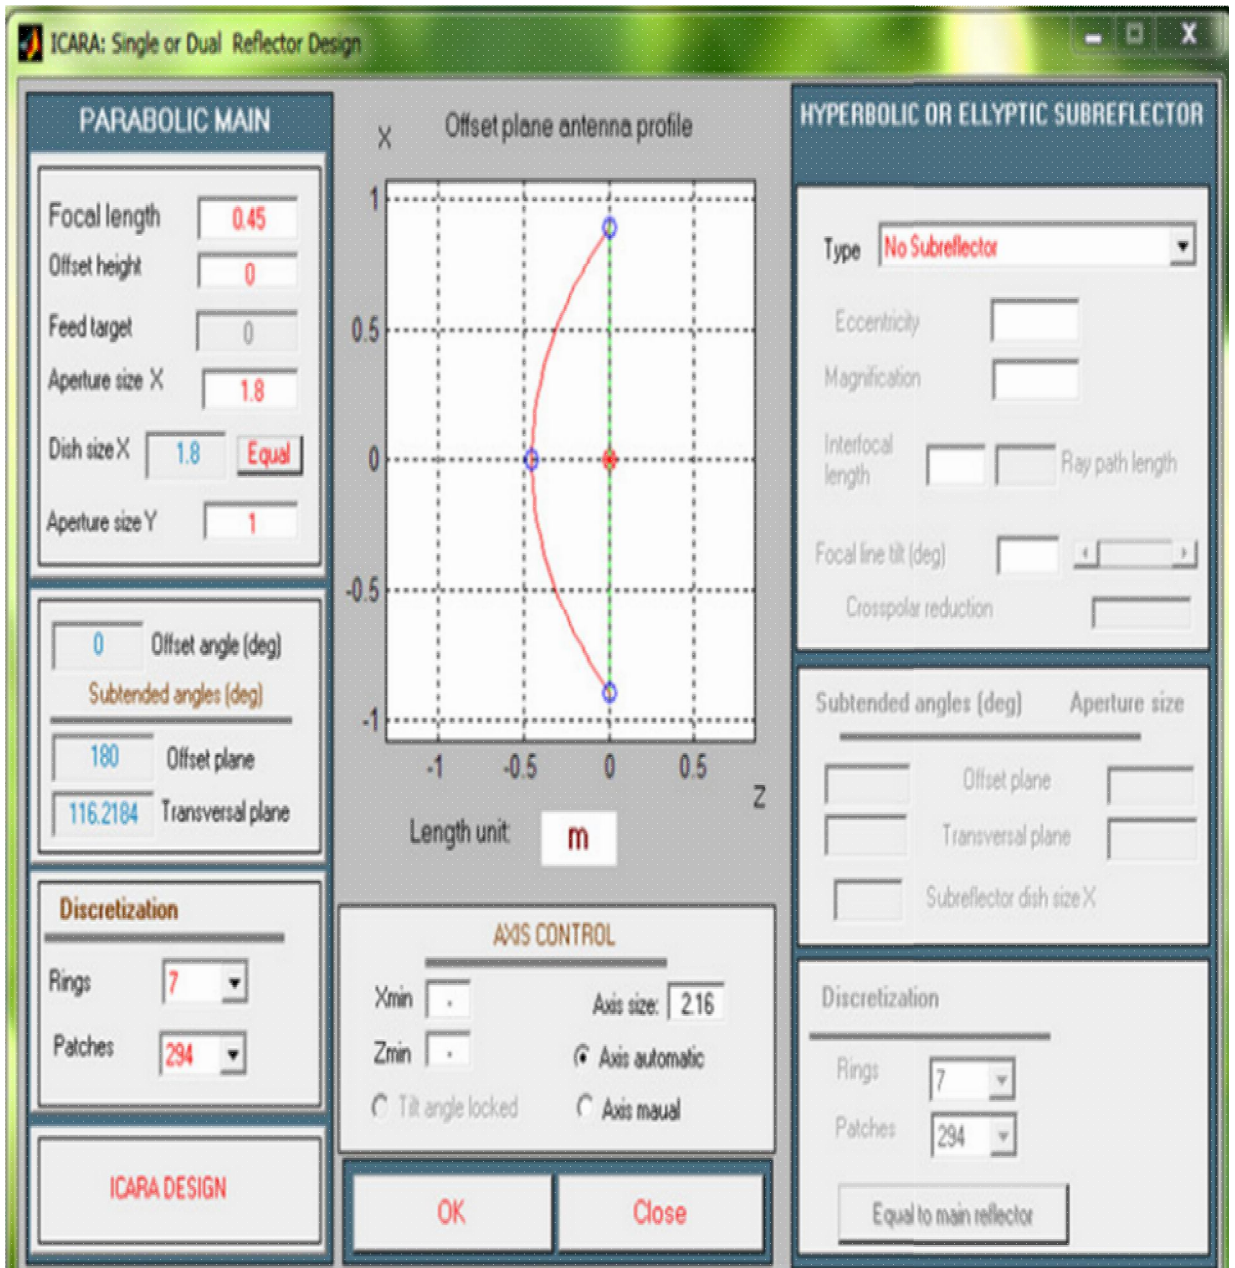 ICARA: Single or Dual Reflector Design
PARABOLIC MAIN
Focal length 0.45
Offset height 0
Feed target 0
Aperture size X 1.8
Dish size X 1.8 Equal
Aperture size Y 1
0 Offset angle (deg)
Subtended angles (deg)
180 Offset plane
116.2184 Transversal plane
Discretization
Rings 7
Patches 294
ICARA DESIGN
X Offset plane antenna profile
1
0.5
0
-0.5
-1
-1 -0.5 0 0.5
Z
Length unit: m
AXIS CONTROL
Xmin - Axis size: 2.16
Zmin - Axis automatic
Tilt angle locked Axis maual
OK Close
HYPERBOLIC OR ELLYPTIC SUBREFLECTOR
Type No Subreflector
Eccentricity
Magnification
Interfocal
length Ray path length
Focal line tilt (deg)
Crosspolar reduction
Subtended angles (deg) Aperture size
Offset plane
Transversal plane
Subreflector dish size X
Discretization
Rings 7
Patches 294
Equal to main reflector